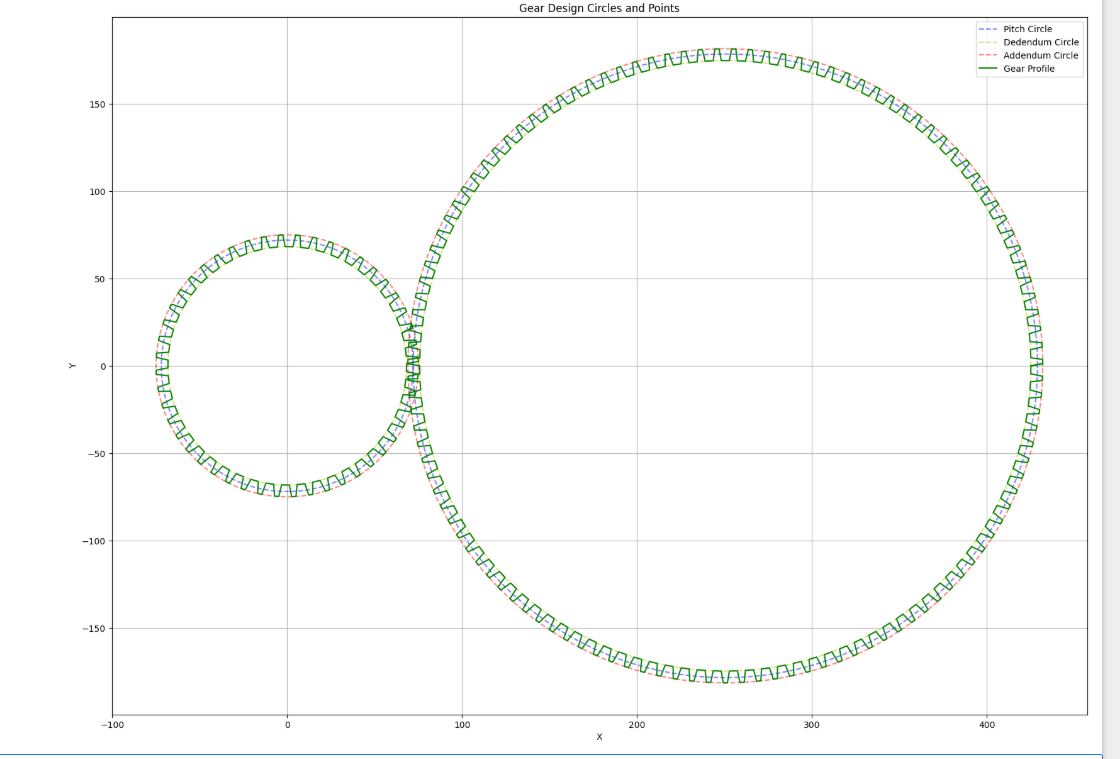 Gear Design Circles and Points
Pitch Circle
Dedendum Circle
Addendum Circle
Gear Profile
150
100
50
0
−50
−100
−150
Y
−100 0 100 200 300 400
X